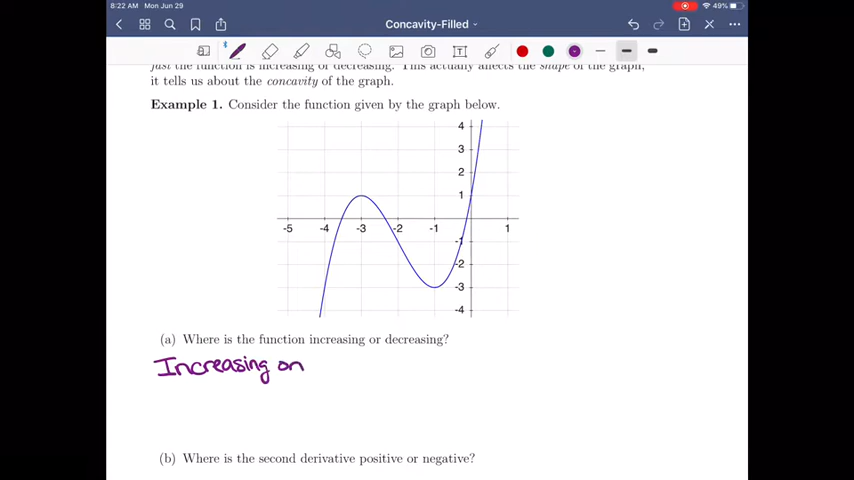 8:22 AM Mon Jun 29
49%
Concavity-Filled
fast the function is increasing or decreasing. This actually affects the shape of the graph,
it tells us about the concavity of the graph.
Example 1. Consider the function given by the graph below.
4
3
2
1
-5 -4 -3 -2 -1 1
-1
-2
-3
-4
(a) Where is the function increasing or decreasing?
Increasing on
(b) Where is the second derivative positive or negative?